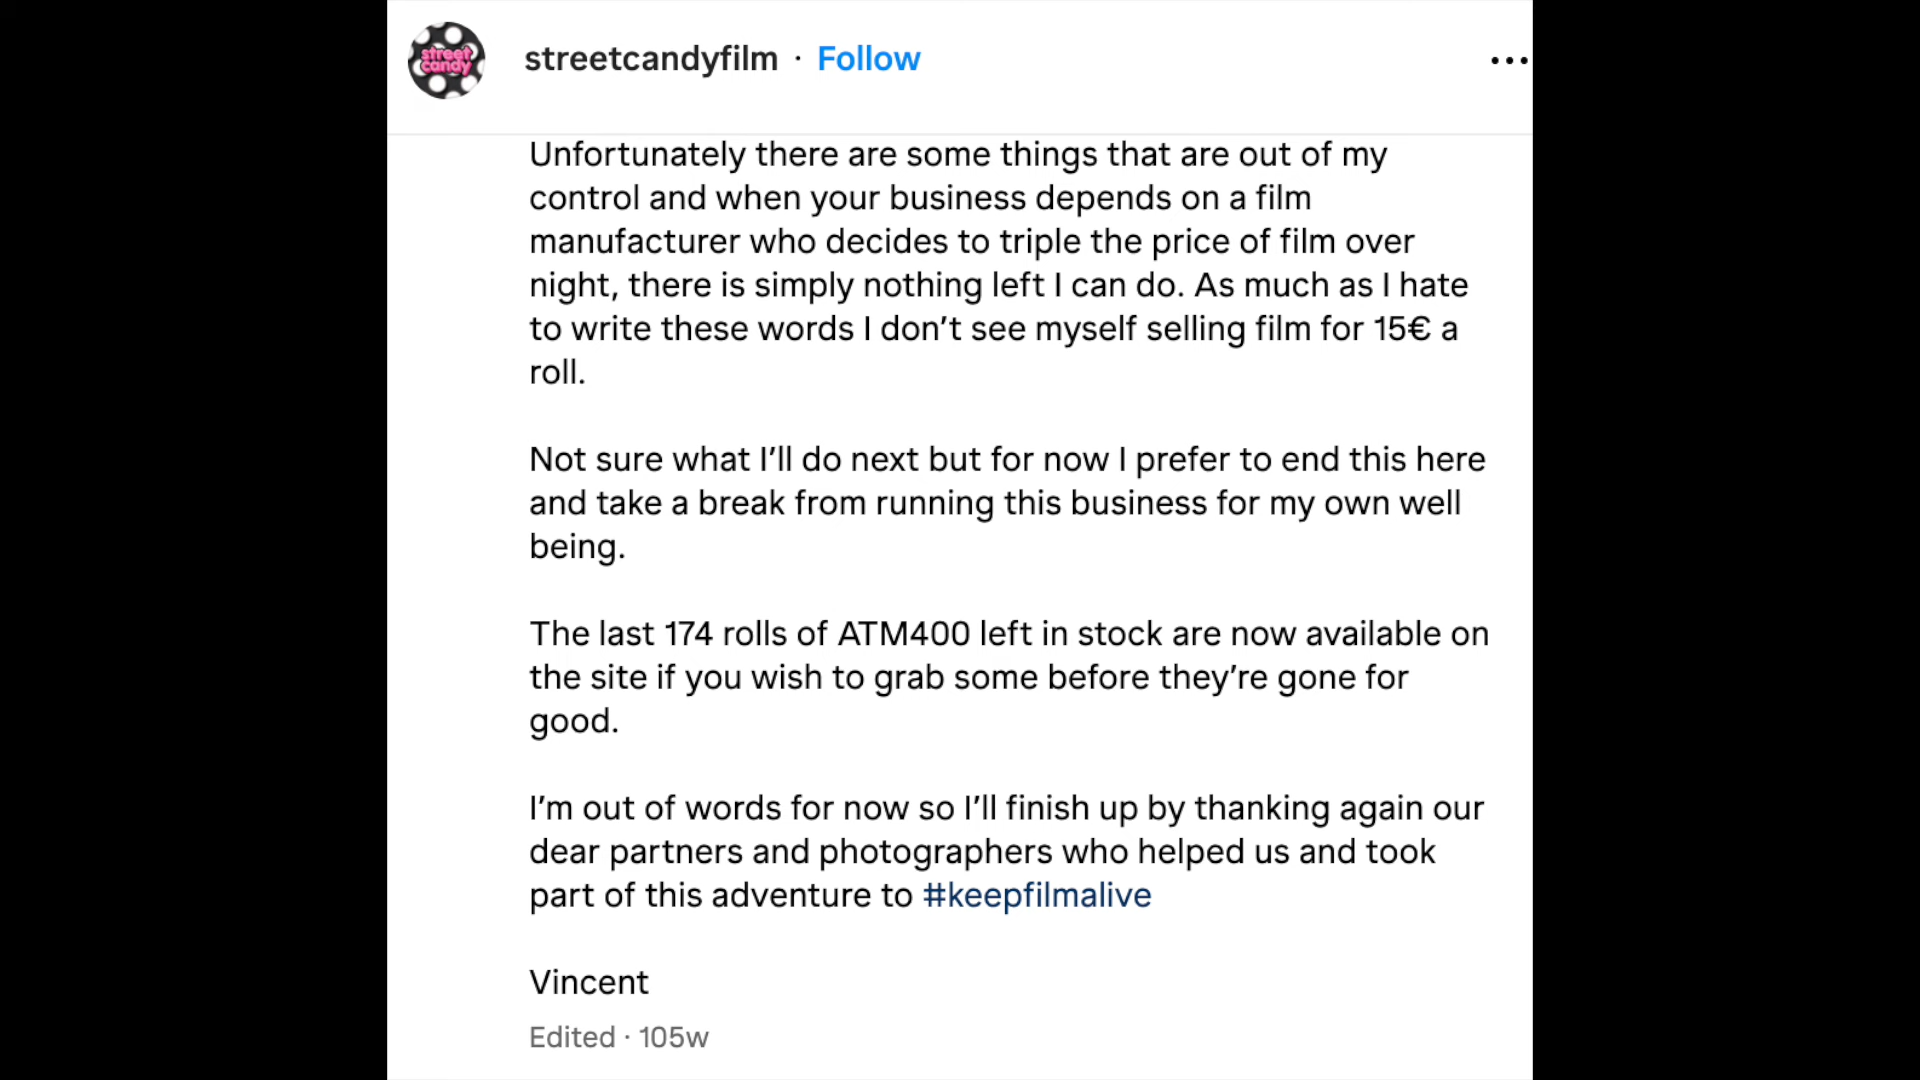 street
candy
streetcandyfilm · Follow
Unfortunately there are some things that are out of my
control and when your business depends on a film
manufacturer who decides to triple the price of film over
night, there is simply nothing left I can do. As much as I hate
to write these words I don’t see myself selling film for 15€ a
roll.
Not sure what I’ll do next but for now I prefer to end this here
and take a break from running this business for my own well
being.
The last 174 rolls of ATM400 left in stock are now available on
the site if you wish to grab some before they’re gone for
good.
I’m out of words for now so I’ll finish up by thanking again our
dear partners and photographers who helped us and took
part of this adventure to #keepfilmalive
Vincent
Edited · 105w